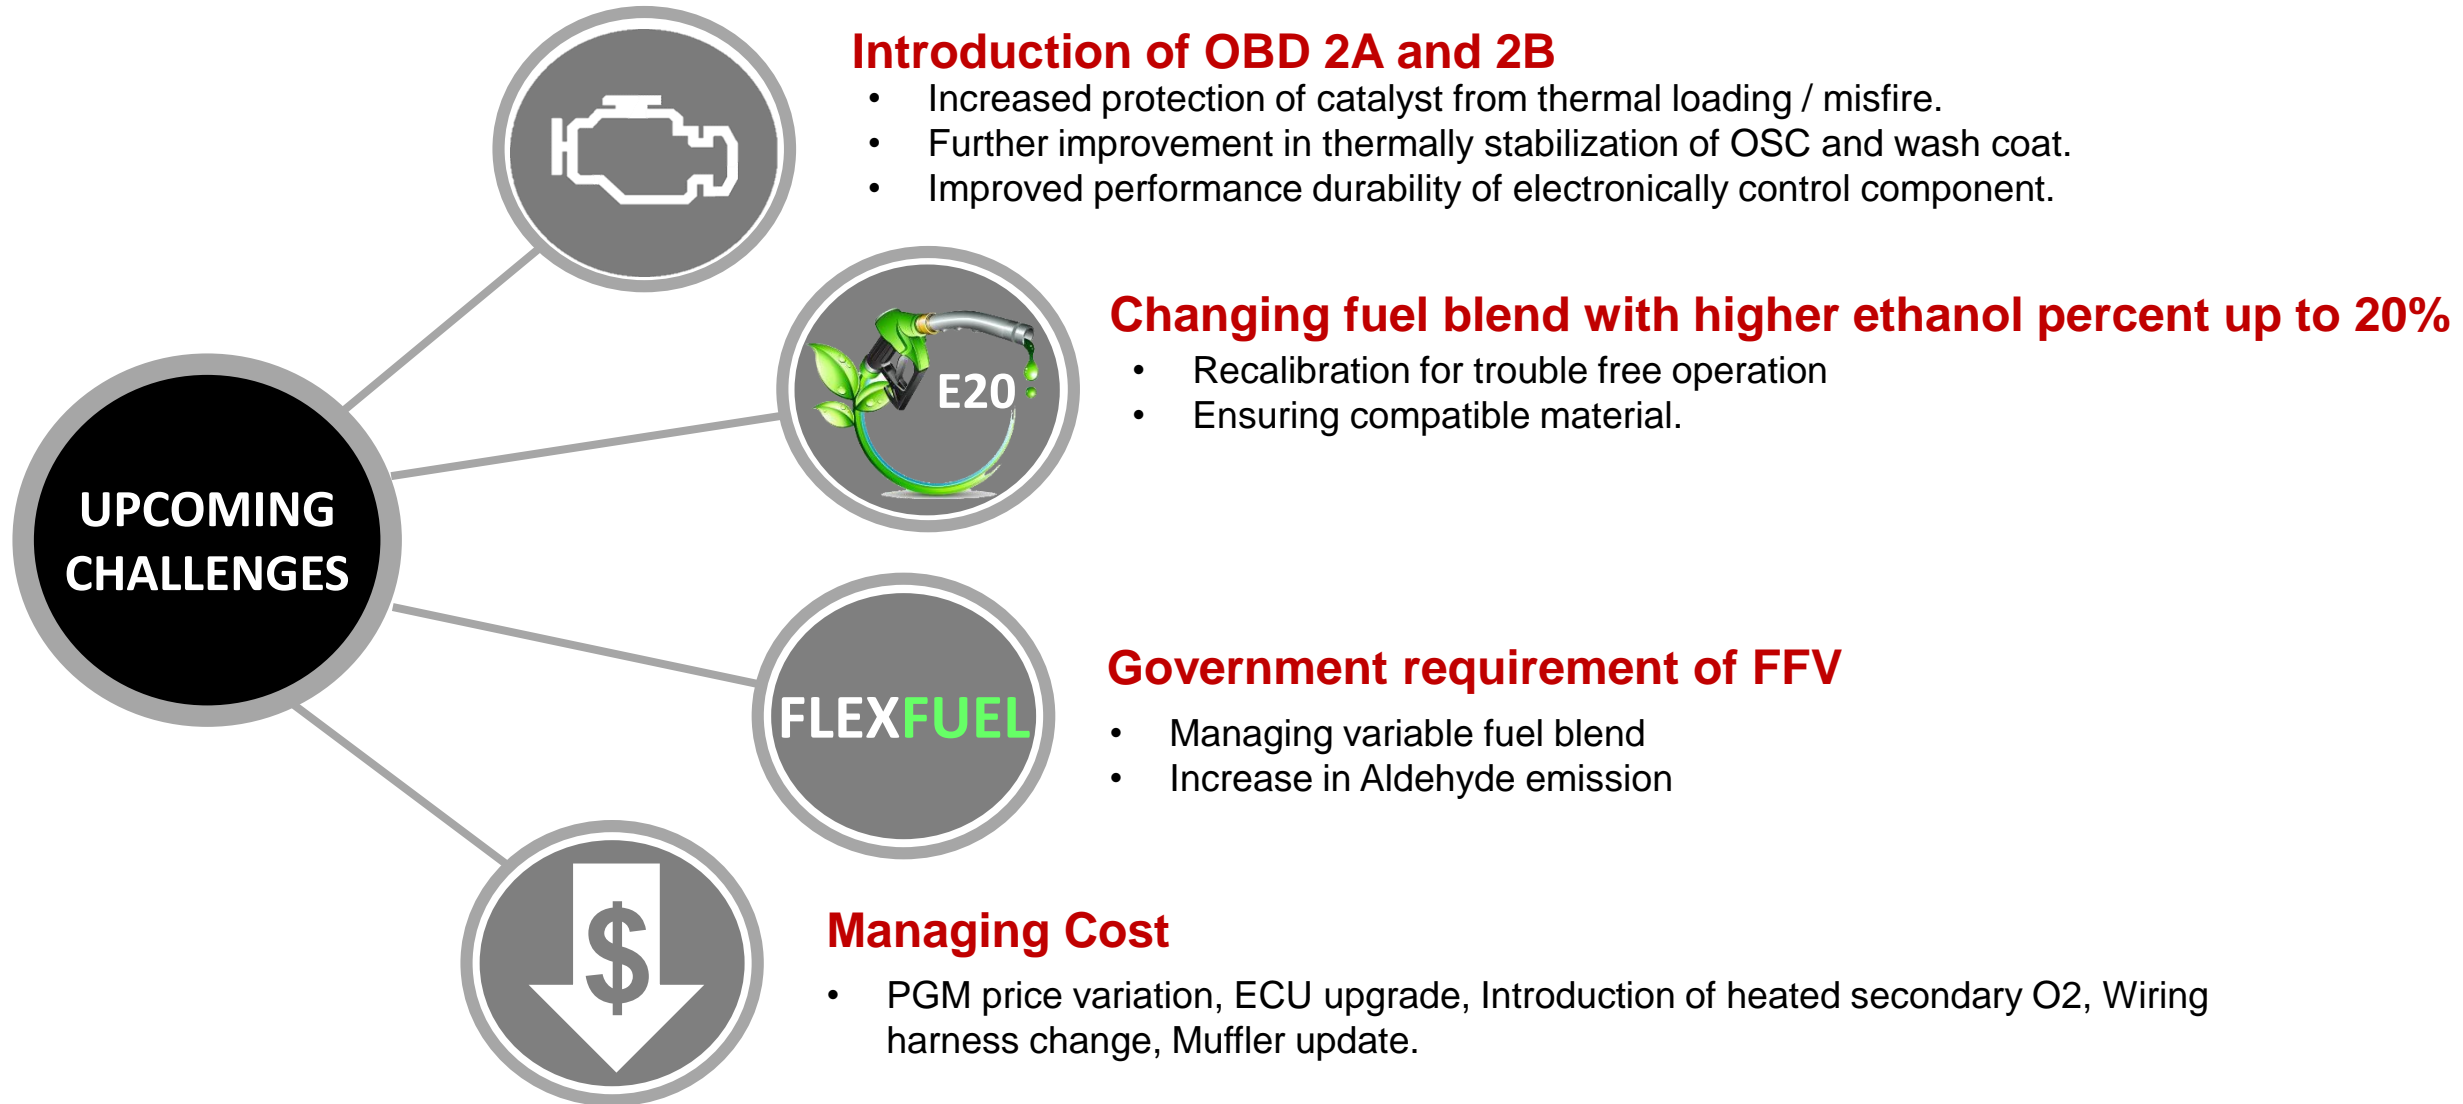 Introduction of OBD 2A and 2B
• Increased protection of catalyst from thermal loading / misfire.
• Further improvement in thermally stabilization of OSC and wash coat.
• Improved performance durability of electronically control component.
Changing fuel blend with higher ethanol percent up to 20%
• Recalibration for trouble free operation
• Ensuring compatible material.
E20
UPCOMING
CHALLENGES
Government requirement of FFV
• Managing variable fuel blend
• Increase in Aldehyde emission
FLEXFUEL
$
Managing Cost
• PGM price variation, ECU upgrade, Introduction of heated secondary O2, Wiring
harness change, Muffler update.